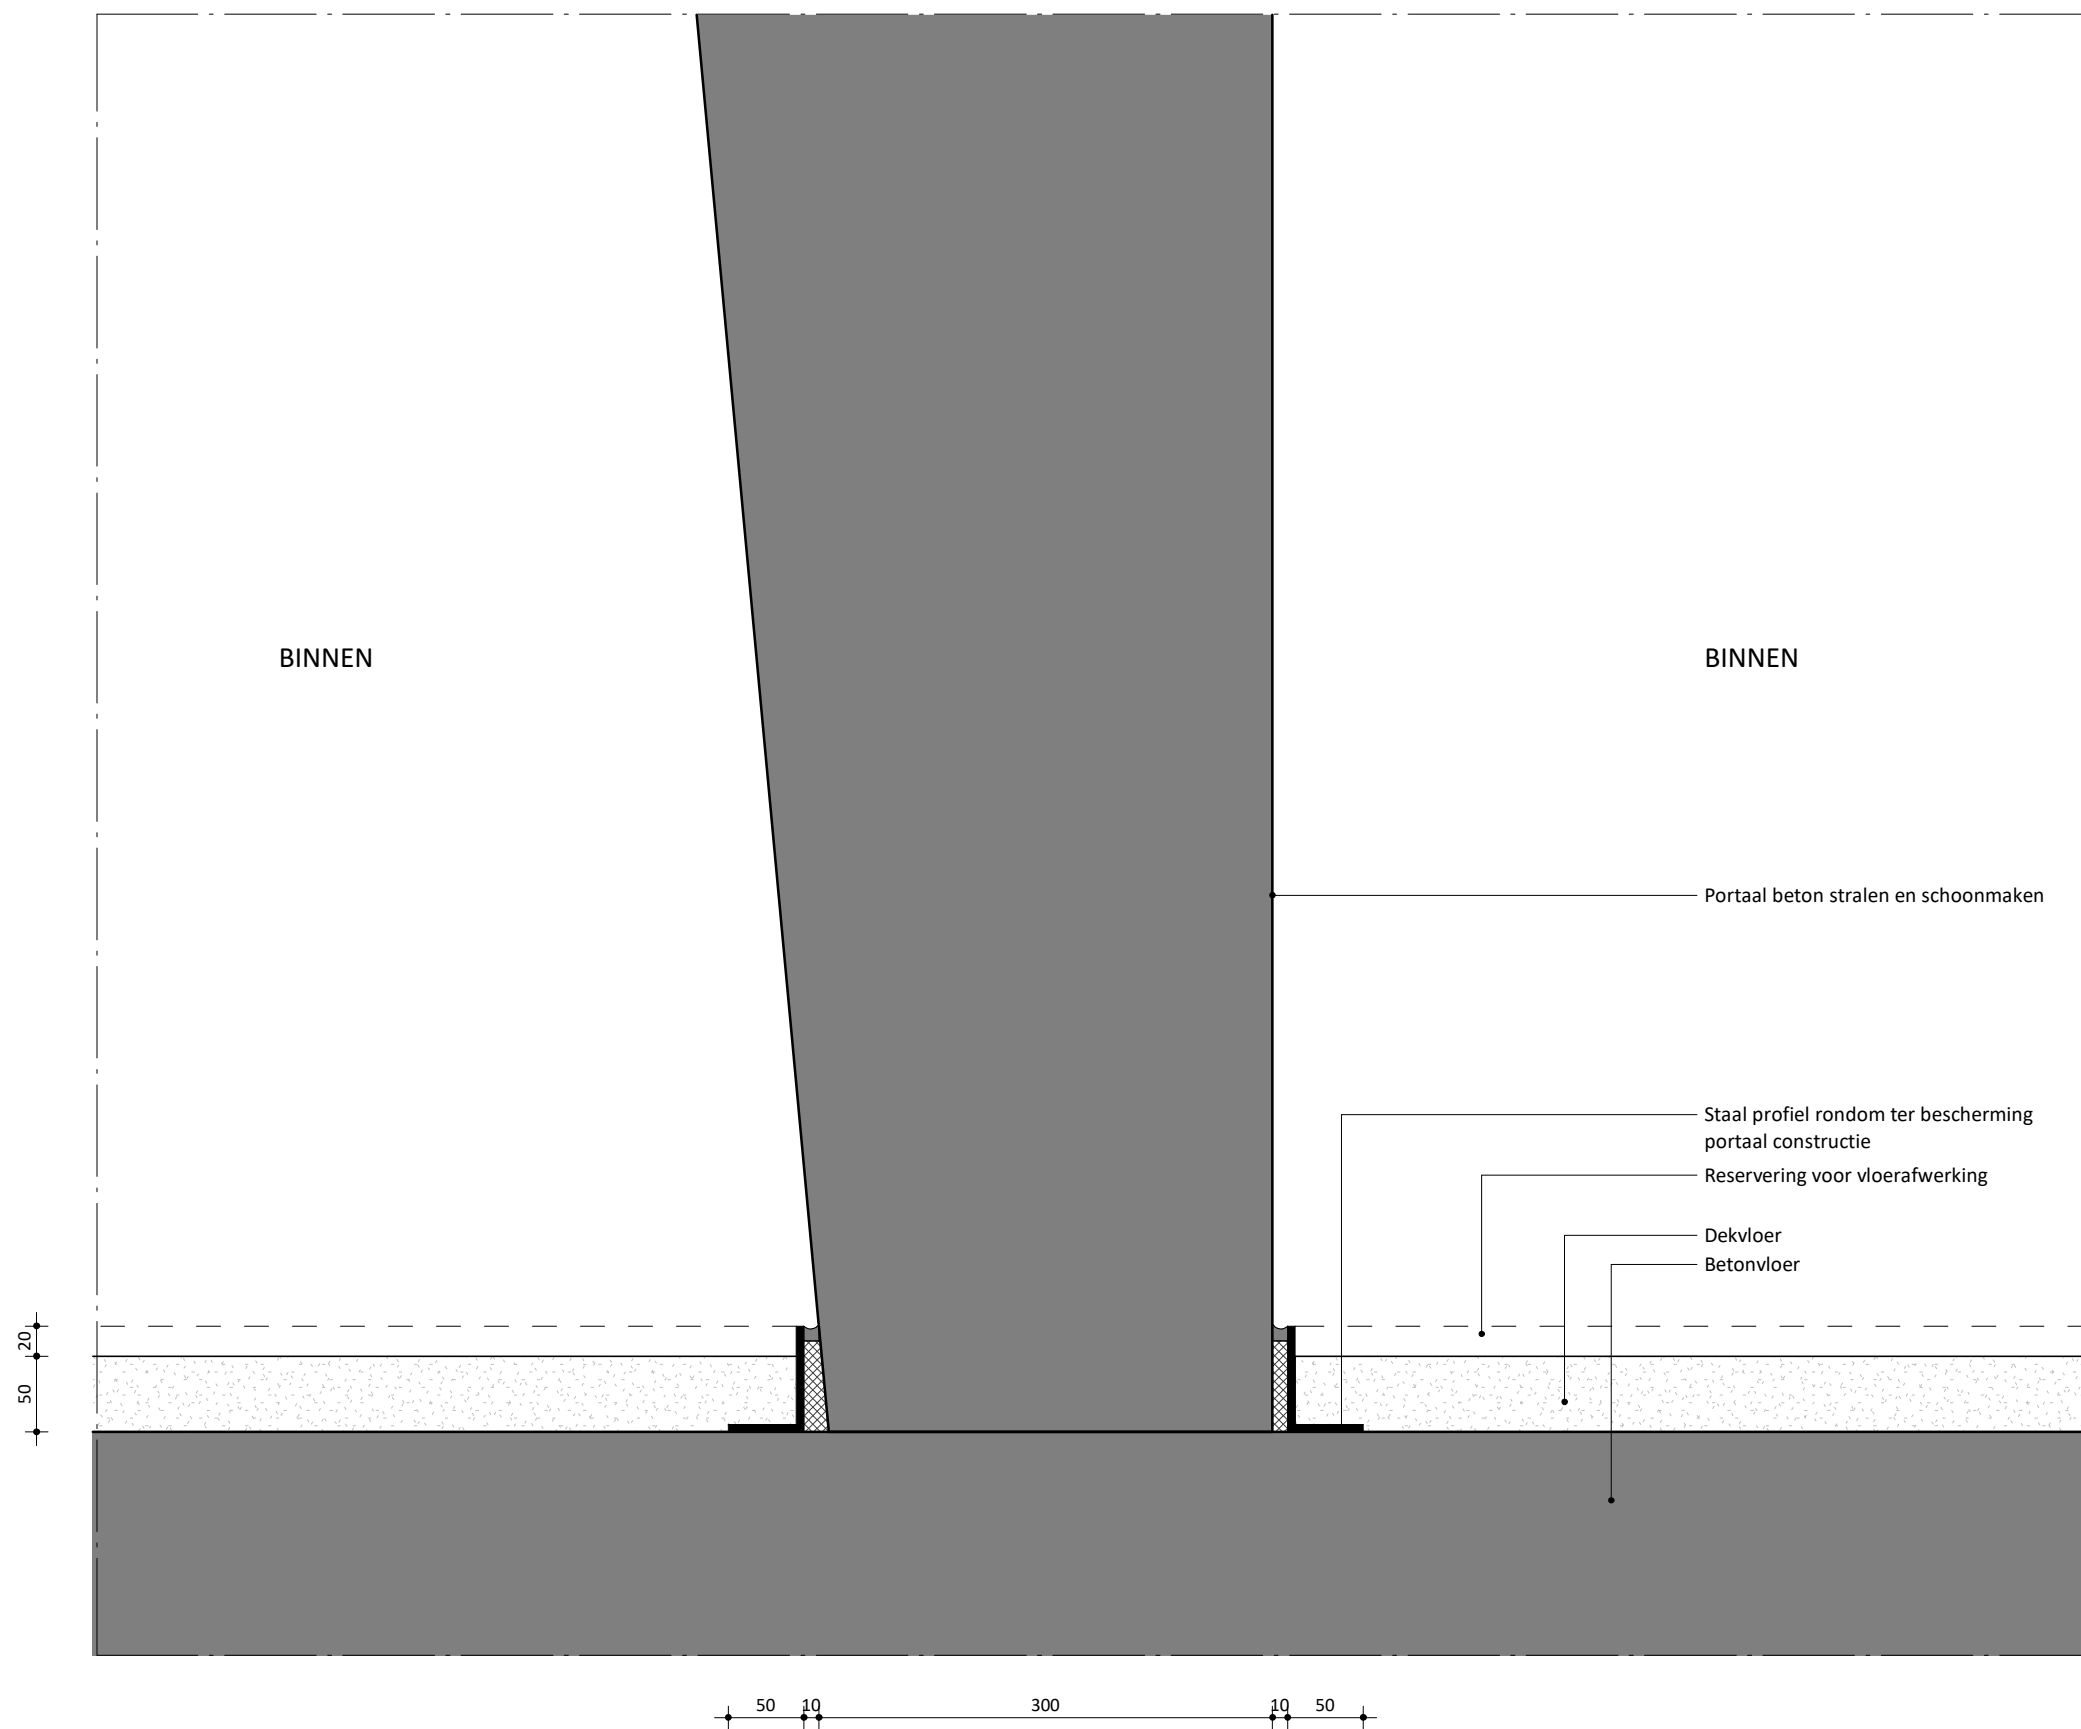 BINNEN
BINNEN
Portaal beton stralen en schoonmaken
Staal profiel rondom ter bescherming
portaal constructie
Reservering voor vloerafwerking
Dekvloer
Betonvloer
20
50
50 10 300 10 50